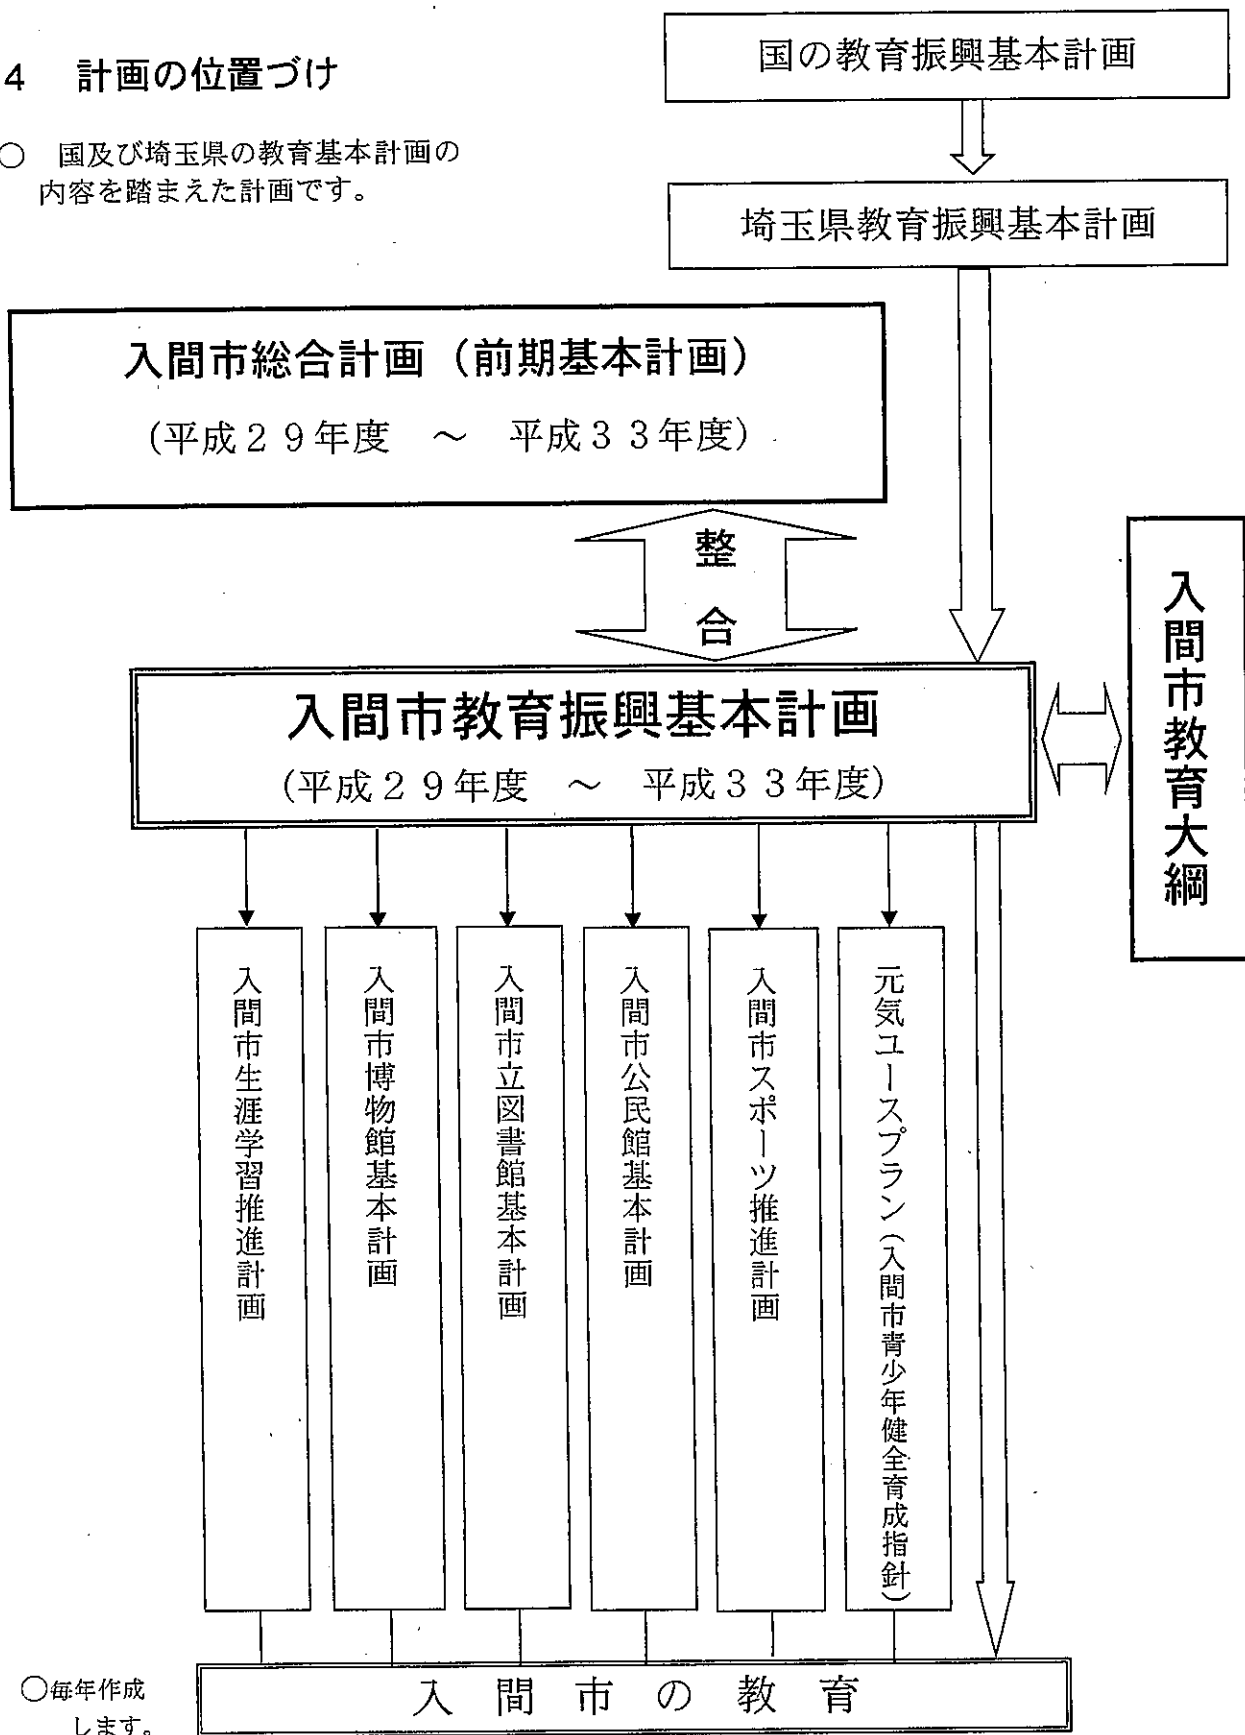 4　計画の位置づけ
○　国及び埼玉県の教育基本計画の
内容を踏まえた計画です。
国の教育振興基本計画
埼玉県教育振興基本計画
入間市総合計画（前期基本計画）
(平成２９年度　～　平成３３年度)
整
合
入間市教育振興基本計画
(平成２９年度　～　平成３３年度)
入間市教育大綱
入間市生涯学習推進計画
入間市博物館基本計画
入間市立図書館基本計画
入間市公民館基本計画
入間市スポーツ推進計画
元気ユースプラン（入間市青少年健全育成指針）
○毎年作成
します。
入間市の教育